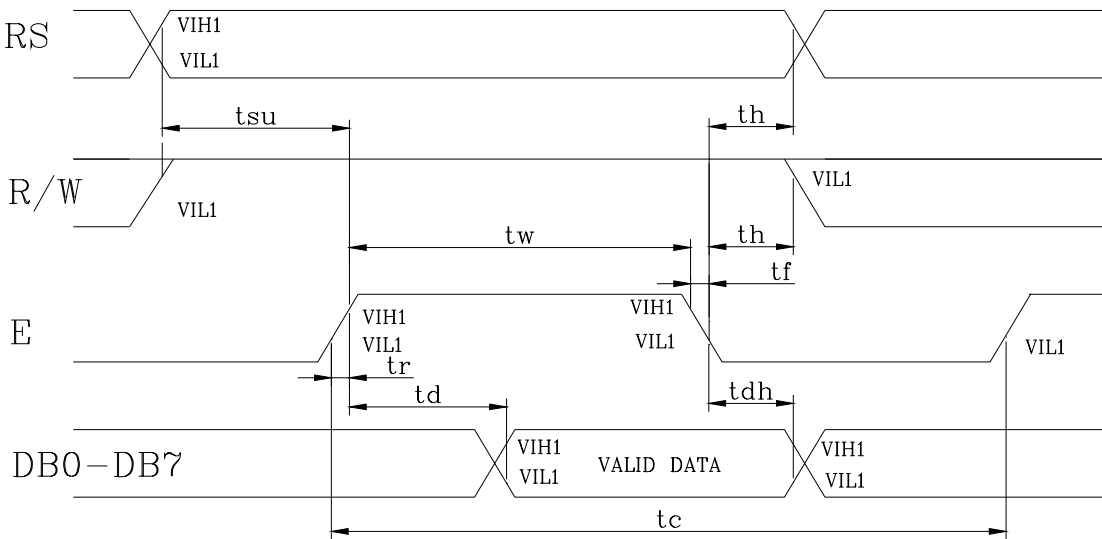 RS
VIH1
VIL1
tsu
th
R/W
VIL1
VIL1
tw
th
tf
E
VIH1
VIL1
VIH1
VIL1
VIL1
tr
td
tdh
DB0-DB7
VIH1
VIL1
VALID DATA
VIH1
VIL1
tc